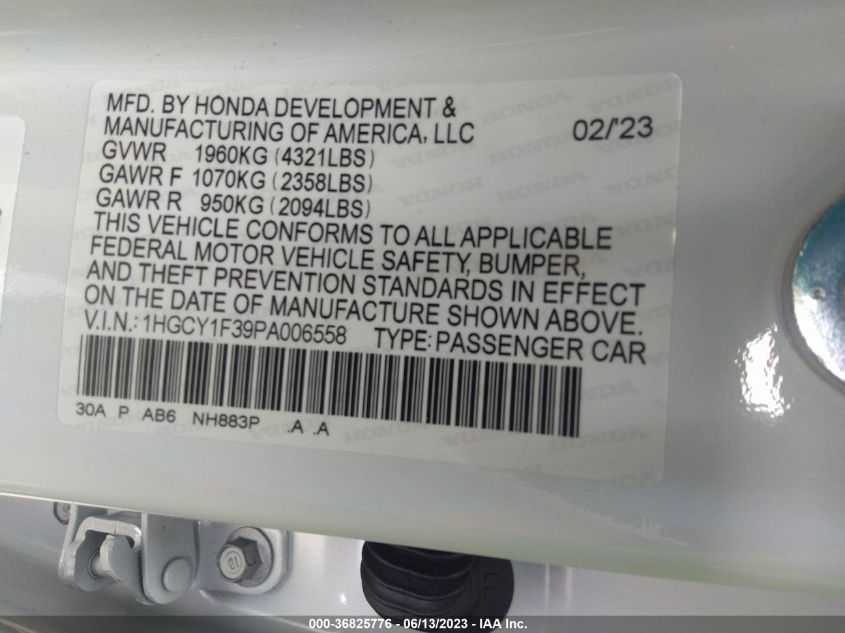 MFD. BY HONDA DEVELOPMENT &
MANUFACTURING OF AMERICA, LLC 02/'23
GVWR 1960KG (4321LBS)
GAWR F 1070KG (2358LBS)
GAWR R 950KG (2094LBS)
THIS VEHICLE CONFORMS TO ALL APPLICABLE
FEDERAL MOTOR VEHICLE SAFETY, BUMPER,
AND THEFT PREVENTION STANDARDS IN EFFECT
ON THE DATE OF MANUFACTURE SHOWN ABOVE.
V.I.N.: 1HGCY1F39PA006558 TYPE: PASSENGER CAR
30A P AB6 NH883P .A .A
000-36825776 - 06/13/2023 - IAA Inc.